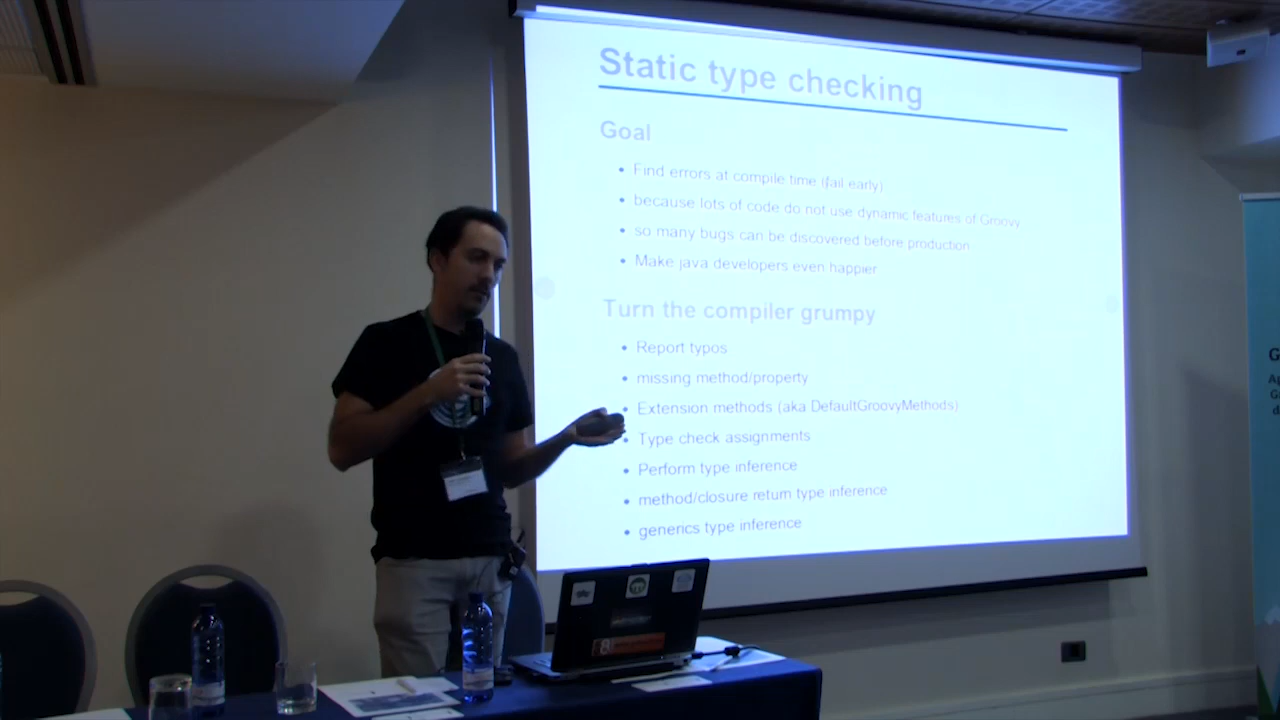 Static type checking
Goal
• Find errors at compile time (fail early)
• because lots of code do not use dynamic features of Groovy
• so many bugs can be discovered before production
• Make java developers even happier
Turn the compiler grumpy
• Report typos
• missing method/property
• Extension methods (aka DefaultGroovyMethods)
• Type check assignments
• Perform type inference
• method/closure return type inference
• generics type inference